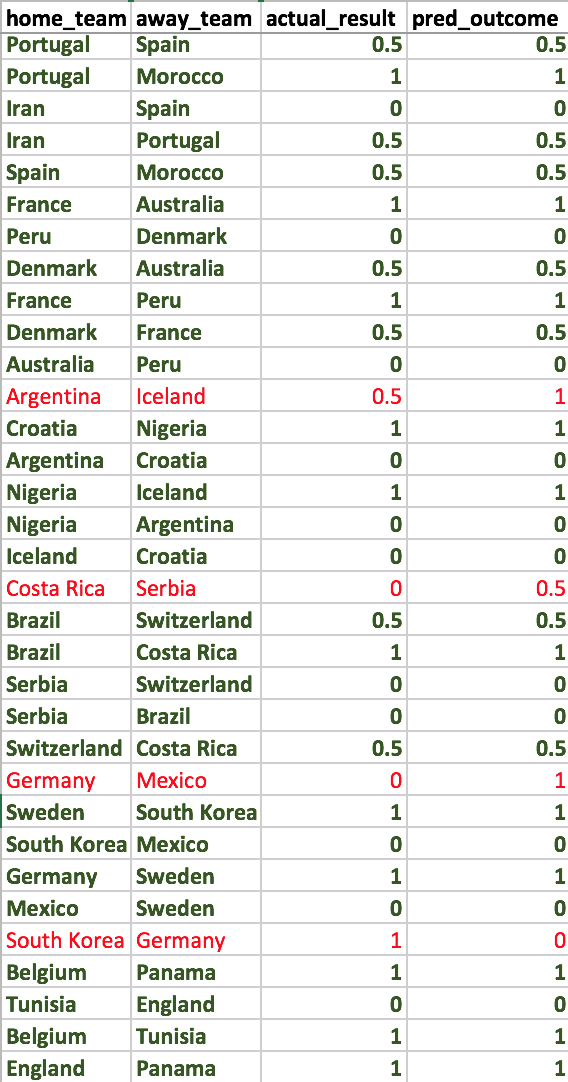 home_team away_team actual_result pred_outcome
Portugal Spain 0.5 0.5
Portugal Morocco 1 1
Iran Spain 0 0
Iran Portugal 0.5 0.5
Spain Morocco 0.5 0.5
France Australia 1 1
Peru Denmark 0 0
Denmark Australia 0.5 0.5
France Peru 1 1
Denmark France 0.5 0.5
Australia Peru 0 0
Argentina Iceland 0.5 1
Croatia Nigeria 1 1
Argentina Croatia 0 0
Nigeria Iceland 1 1
Nigeria Argentina 0 0
Iceland Croatia 0 0
Costa Rica Serbia 0 0.5
Brazil Switzerland 0.5 0.5
Brazil Costa Rica 1 1
Serbia Switzerland 0 0
Serbia Brazil 0 0
Switzerland Costa Rica 0.5 0.5
Germany Mexico 0 1
Sweden South Korea 1 1
South Korea Mexico 0 0
Germany Sweden 1 1
Mexico Sweden 0 0
South Korea Germany 1 0
Belgium Panama 1 1
Tunisia England 0 0
Belgium Tunisia 1 1
England Panama 1 1